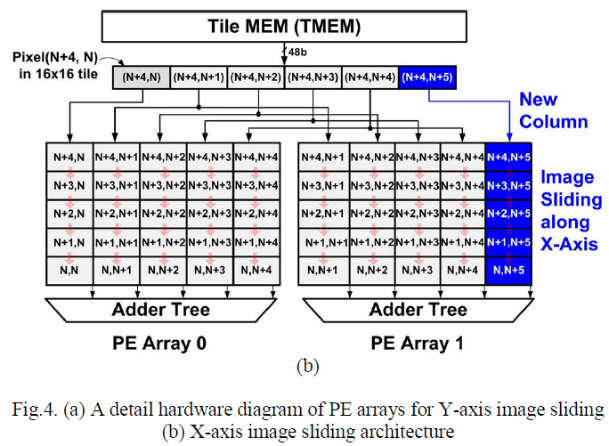 Tile MEM (TMEM)
48b
Pixel(N+4, N)
in 16x16 tile
(N+4,N) (N+4,N+1) (N+4,N+2) (N+4,N+3) (N+4,N+4) (N+4,N+5)
New
Column
N+4,N N+4,N+1 N+4,N+2 N+4,N+3 N+4,N+4 N+4,N+1 N+4,N+2 N+4,N+3 N+4,N+4 N+4,N+5
N+3,N N+3,N+1 N+3,N+2 N+3,N+3 N+3,N+4 N+3,N+1 N+3,N+2 N+3,N+3 N+3,N+4 N+3,N+5
N+2,N N+2,N+1 N+2,N+2 N+2,N+3 N+2,N+4 N+2,N+1 N+2,N+2 N+2,N+3 N+2,N+4 N+2,N+5
N+1,N N+1,N+1 N+1,N+2 N+1,N+3 N+1,N+4 N+1,N+1 N+1,N+2 N+1,N+3 N+1,N+4 N+1,N+5
N,N N,N+1 N,N+2 N,N+3 N,N+4 N,N+1 N,N+2 N,N+3 N,N+4 N,N+5
Image
Sliding
along
X-Axis
Adder Tree Adder Tree
PE Array 0 PE Array 1
(b)
Fig.4. (a) A detail hardware diagram of PE arrays for Y-axis image sliding
(b) X-axis image sliding architecture